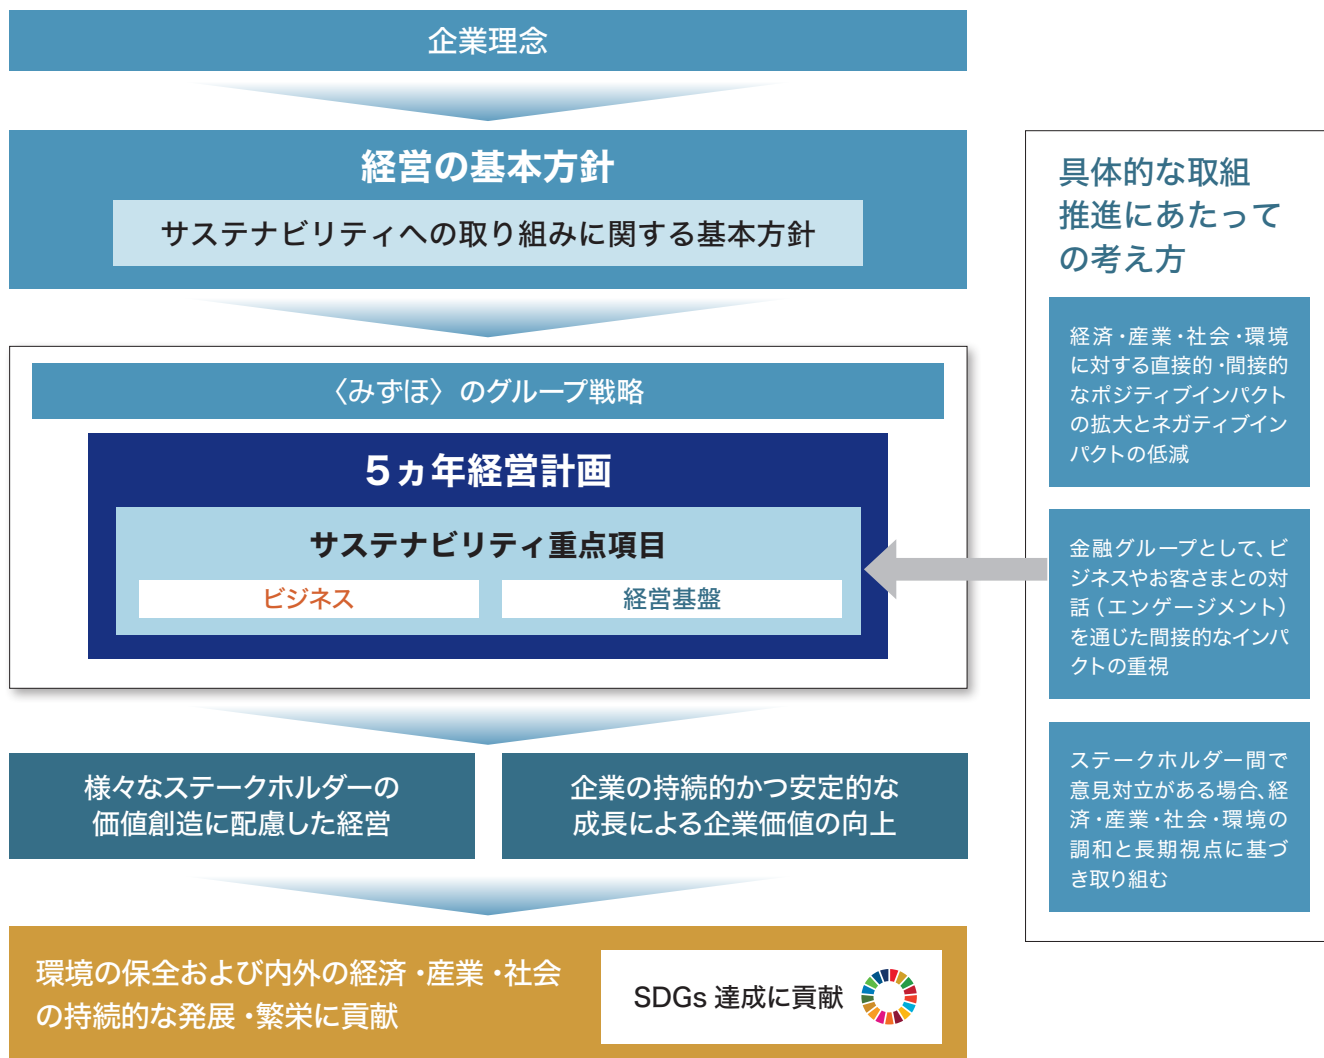 企業理念
経営の基本方針
サステナビリティへの取り組みに関する基本方針
〈みずほ〉のグループ戦略
5ヵ年経営計画
サステナビリティ重点項目
ビジネス
経営基盤
様々なステークホルダーの
価値創造に配慮した経営
企業の持続的かつ安定的な
成長による企業価値の向上
環境の保全および内外の経済・産業・社会
の持続的な発展・繁栄に貢献
SDGs 達成に貢献
具体的な取組
推進にあたって
の考え方
経済・産業・社会・環境
に対する直接的・間接的
なポジティブインパクト
の拡大とネガティブイン
パクトの低減
金融グループとして、ビ
ジネスやお客さまとの対
話（エンゲージメント）
を通じた間接的なインパ
クトの重視
ステークホルダー間で
意見対立がある場合、経
済・産業・社会・環境の
調和と長期視点に基づ
き取り組む